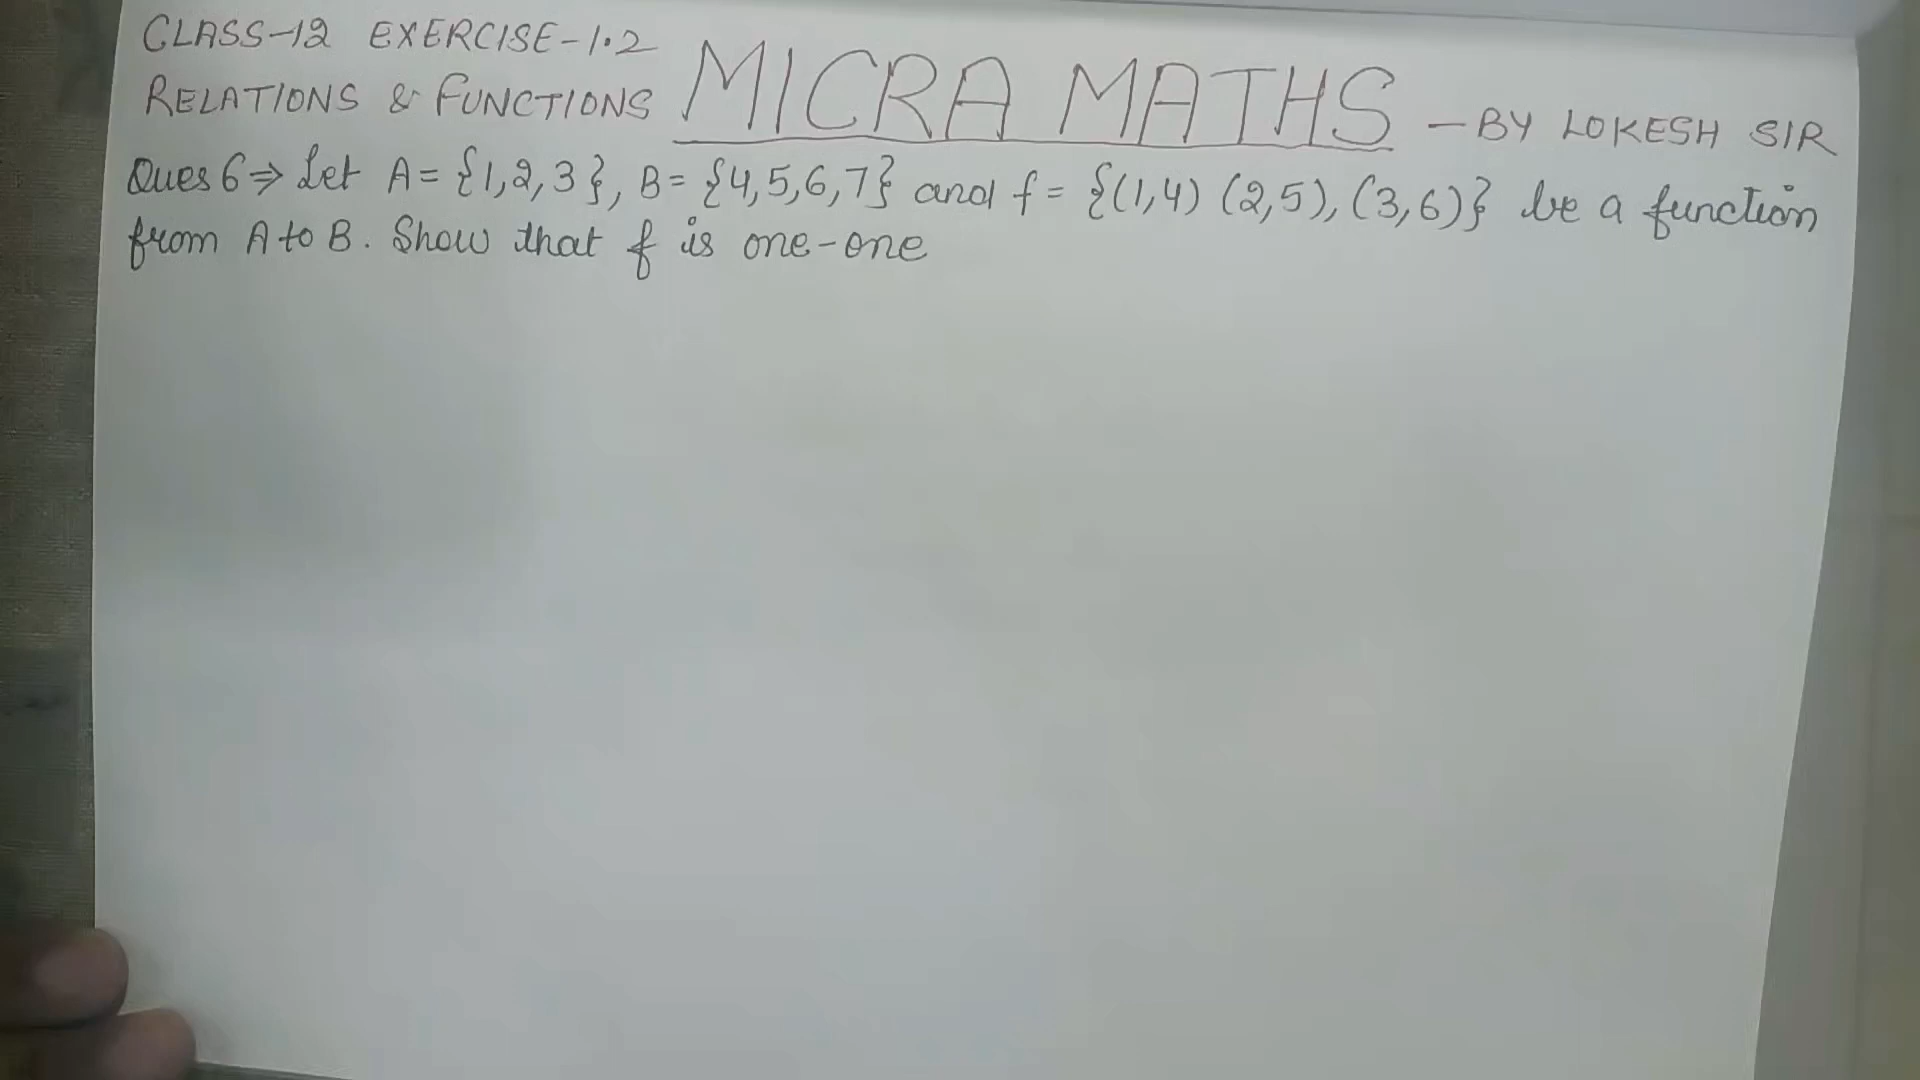 CLASS-12 EXERCISE-1.2
RELATIONS & FUNCTIONS
MICRA MATHS
-BY LOKESH SIR
Ques 6⇒ Let A= {1,2,3}, B= {4,5,6,7} and f= {(1,4) (2,5), (3,6)} be a function
from A to B. Show that f is one-one